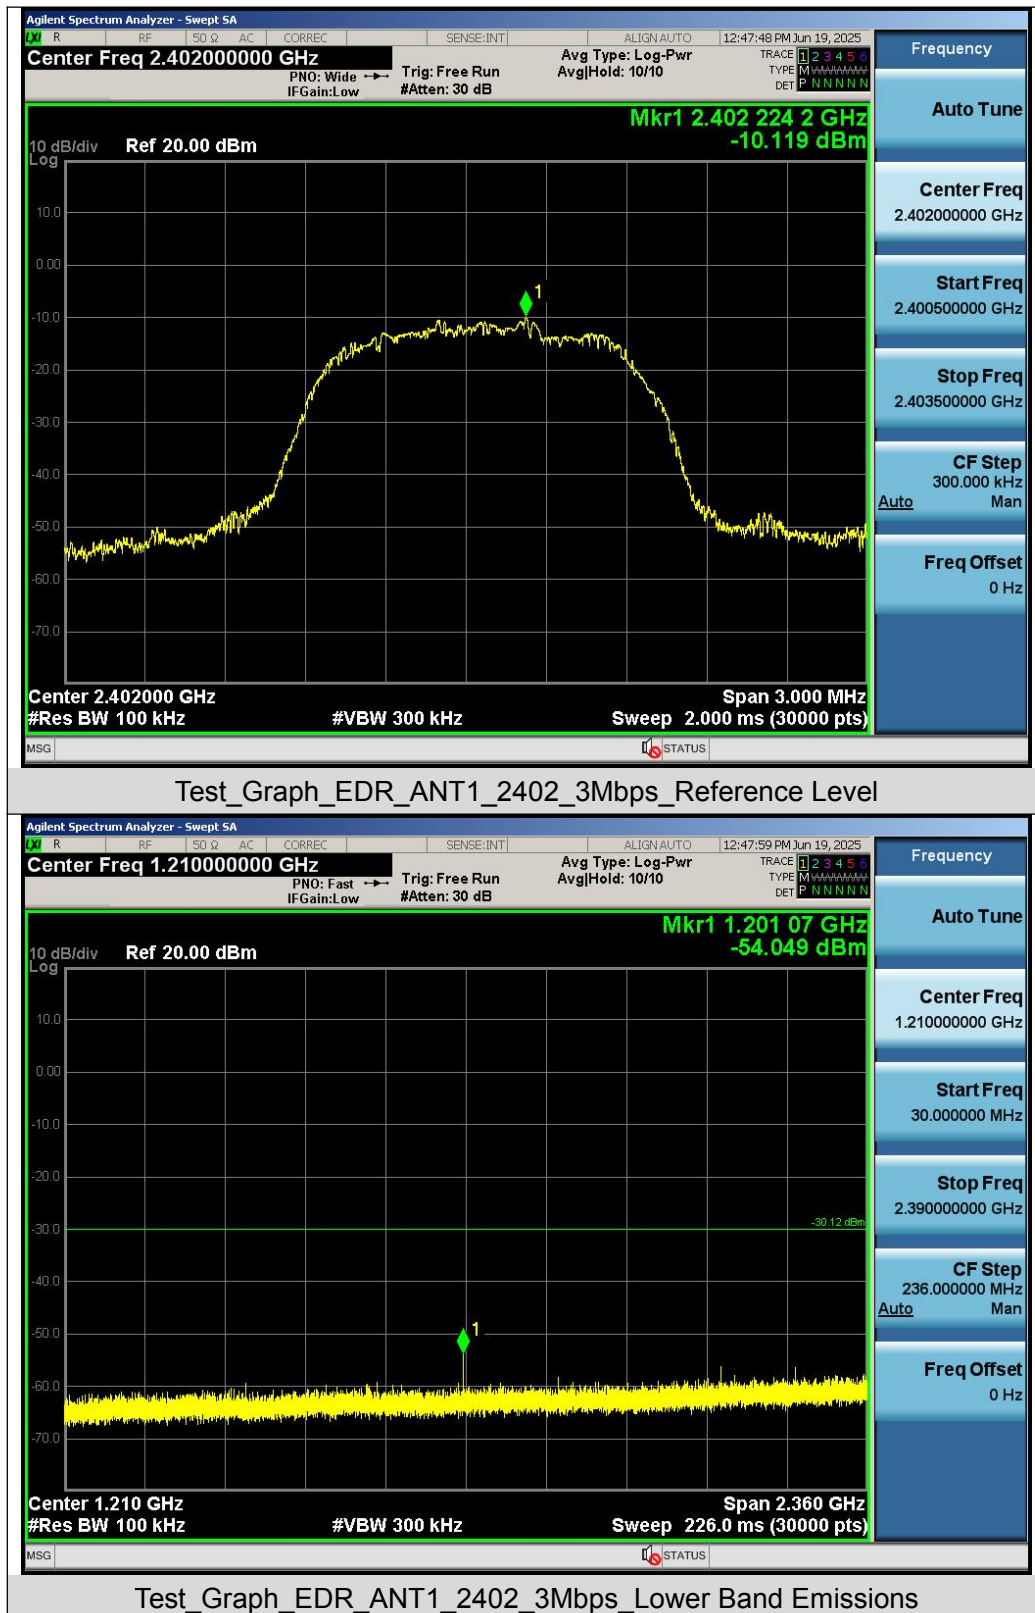 Agilent Spectrum Analyzer - Swept SA
LXI R RF 50 Ω AC CORREC SENSE:INT ALIGN AUTO 12:47:48 PM Jun 19, 2025
Center Freq 2.402000000 GHz
PNO: Wide
IFGain:Low
Trig: Free Run
#Atten: 30 dB
Avg Type: Log-Pwr
Avg|Hold: 10/10
TRACE 1 2 3 4 5 6
TYPE M
DET P N N N N N
Mkr1 2.402 224 2 GHz
-10.119 dBm
10 dB/div Ref 20.00 dBm
Log
10.0
0.00
-10.0
-20.0
-30.0
-40.0
-50.0
-60.0
-70.0
1
Center 2.402000 GHz Span 3.000 MHz
#Res BW 100 kHz #VBW 300 kHz Sweep 2.000 ms (30000 pts)
MSG STATUS
Frequency
Auto Tune
Center Freq
2.402000000 GHz
Start Freq
2.400500000 GHz
Stop Freq
2.403500000 GHz
CF Step
300.000 kHz
Auto Man
Freq Offset
0 Hz
Test_Graph_EDR_ANT1_2402_3Mbps_Reference Level
Agilent Spectrum Analyzer - Swept SA
LXI R RF 50 Ω AC CORREC SENSE:INT ALIGN AUTO 12:47:59 PM Jun 19, 2025
Center Freq 1.210000000 GHz
PNO: Fast
IFGain:Low
Trig: Free Run
#Atten: 30 dB
Avg Type: Log-Pwr
Avg|Hold: 10/10
TRACE 1 2 3 4 5 6
TYPE M
DET P N N N N N
Mkr1 1.201 07 GHz
-54.049 dBm
10 dB/div Ref 20.00 dBm
Log
10.0
0.00
-10.0
-20.0
-30.0
-40.0
-50.0
-60.0
-70.0
-30.12 dBm
1
Center 1.210 GHz Span 2.360 GHz
#Res BW 100 kHz #VBW 300 kHz Sweep 226.0 ms (30000 pts)
MSG STATUS
Frequency
Auto Tune
Center Freq
1.210000000 GHz
Start Freq
30.000000 MHz
Stop Freq
2.390000000 GHz
CF Step
236.000000 MHz
Auto Man
Freq Offset
0 Hz
Test_Graph_EDR_ANT1_2402_3Mbps_Lower Band Emissions